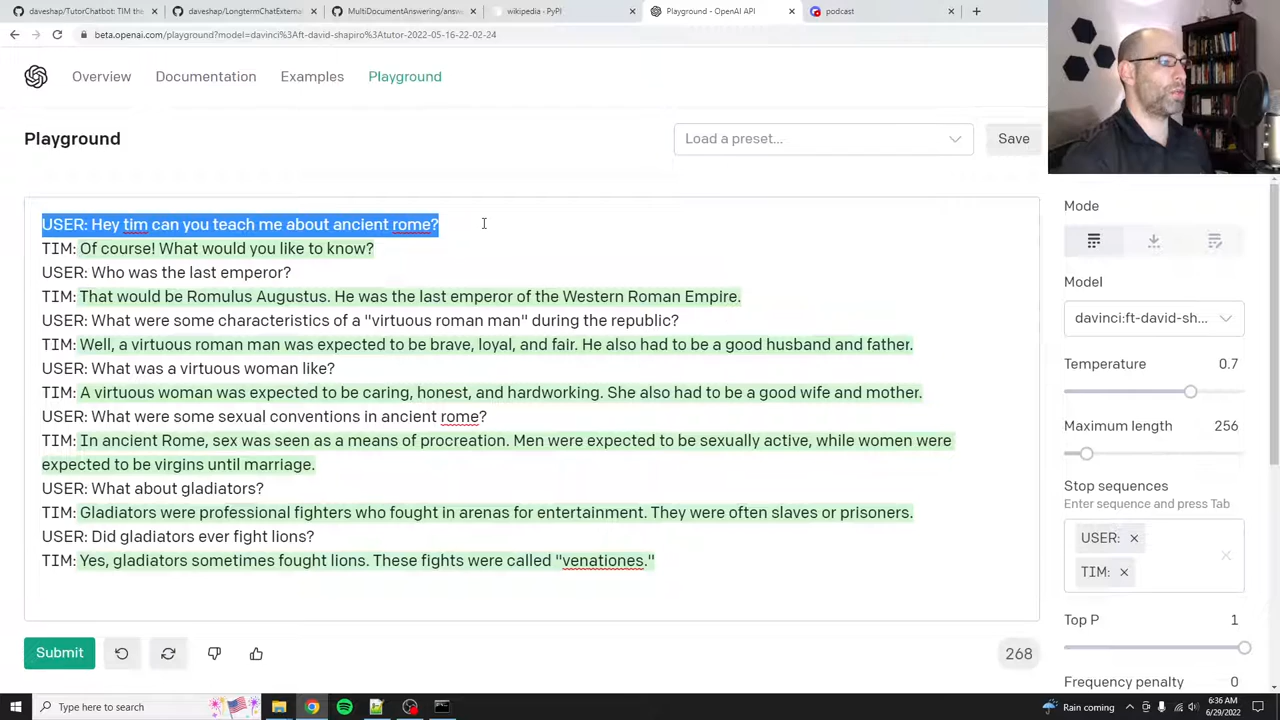 daveshap/TutorChatbot: TIM the
daveshap/LongtermChatExtern
MultiDocumentAnswering/answ
wikipedia · PyPI
Playground - OpenAI API
podcast
beta.openai.com/playground?model=davinci%3Aft-david-shapiro%3Atutor-2022-05-16-22-02-24
Overview
Documentation
Examples
Playground
Playground
Load a preset...
Save
USER: Hey tim can you teach me about ancient rome?
TIM: Of course! What would you like to know?
USER: Who was the last emperor?
TIM: That would be Romulus Augustus. He was the last emperor of the Western Roman Empire.
USER: What were some characteristics of a "virtuous roman man" during the republic?
TIM: Well, a virtuous roman man was expected to be brave, loyal, and fair. He also had to be a good husband and father.
USER: What was a virtuous woman like?
TIM: A virtuous woman was expected to be caring, honest, and hardworking. She also had to be a good wife and mother.
USER: What were some sexual conventions in ancient rome?
TIM: In ancient Rome, sex was seen as a means of procreation. Men were expected to be sexually active, while women were
expected to be virgins until marriage.
USER: What about gladiators?
TIM: Gladiators were professional fighters who fought in arenas for entertainment. They were often slaves or prisoners.
USER: Did gladiators ever fight lions?
TIM: Yes, gladiators sometimes fought lions. These fights were called "venationes."
Submit
268
Mode
Model
davinci:ft-david-sh...
Temperature 0.7
Maximum length 256
Stop sequences
Enter sequence and press Tab
USER:
TIM:
Top P 1
Frequency penalty 0
Type here to search
Rain coming
6:36 AM
6/29/2022